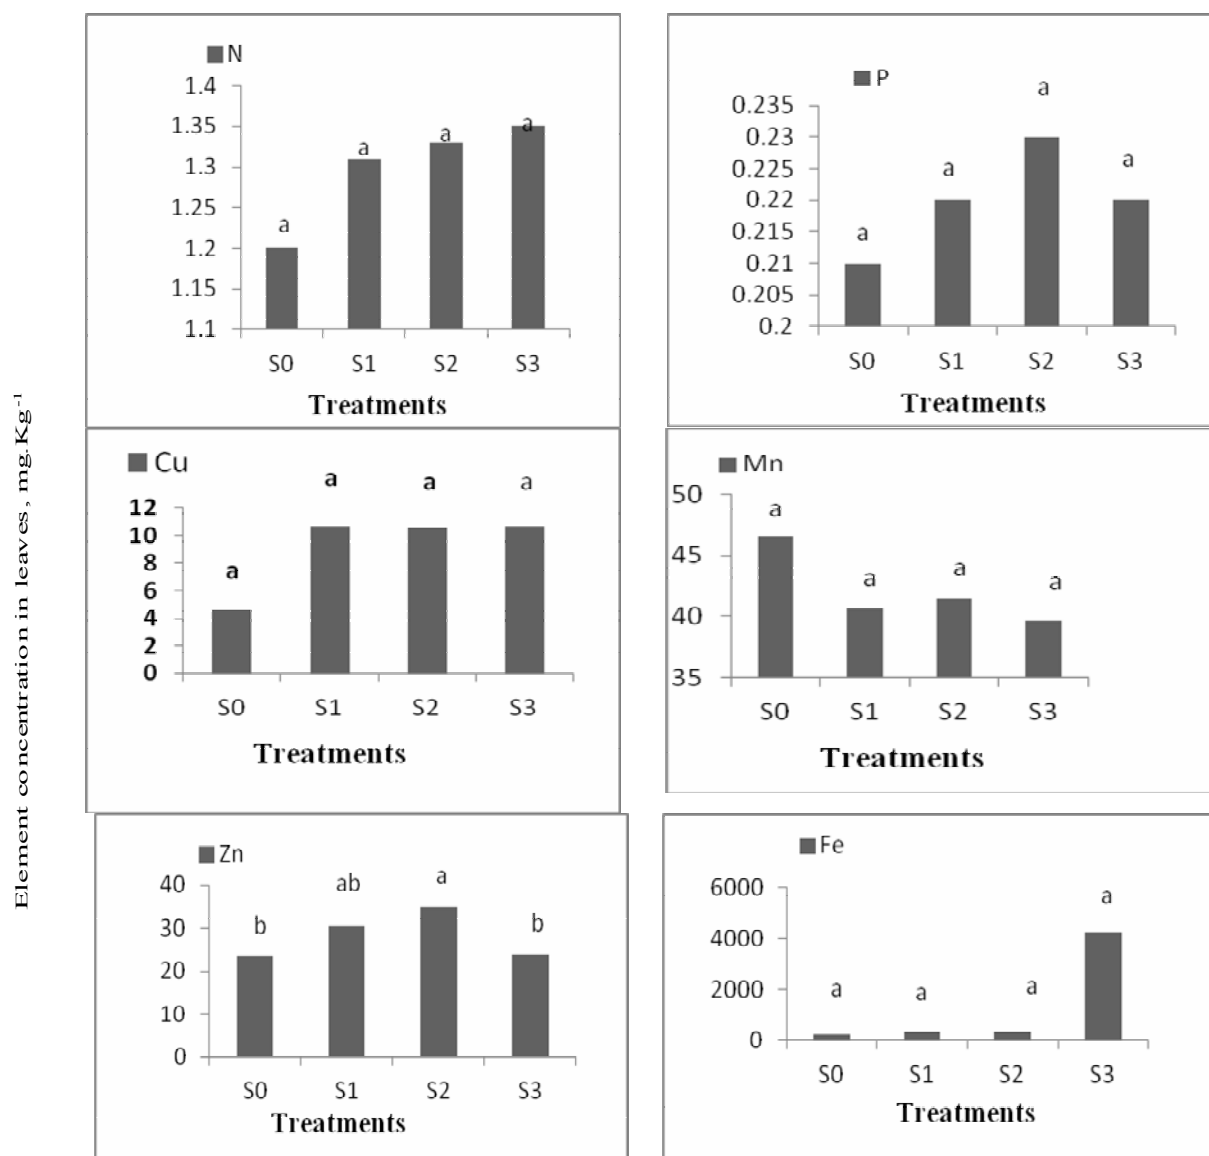 Element concentration in leaves, mg.Kg-1
N
1.4
1.35
1.3
1.25
1.2
1.15
1.1
a a a a
S0 S1 S2 S3
Treatments
P
0.235
0.23
0.225
0.22
0.215
0.21
0.205
0.2
a a a a
S0 S1 S2 S3
Treatments
Cu
12
10
8
6
4
2
0
a a a a
S0 S1 S2 S3
Treatments
Mn
50
45
40
35
a a a a
S0 S1 S2 S3
Treatments
Zn
40
30
20
10
0
b ab a b
S0 S1 S2 S3
Treatments
Fe
6000
4000
2000
0
a a a a
S0 S1 S2 S3
Treatments